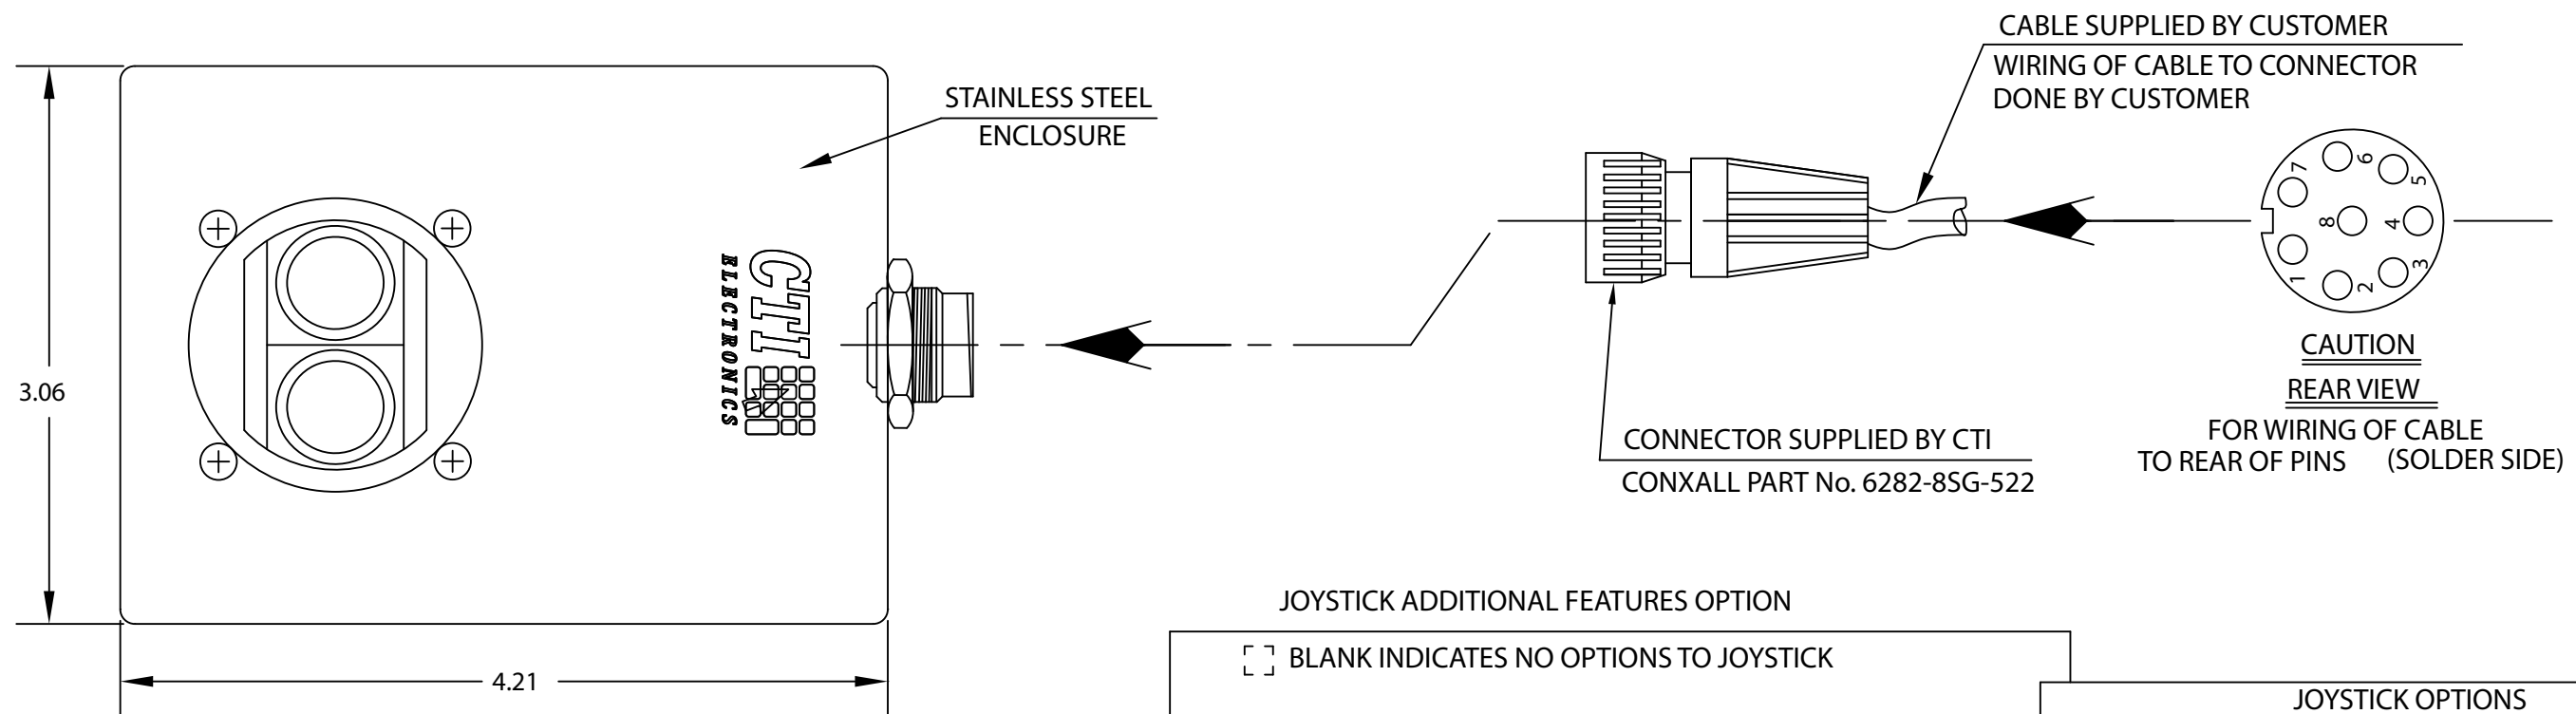 CABLE SUPPLIED BY CUSTOMER
WIRING OF CABLE TO CONNECTOR
DONE BY CUSTOMER
STAINLESS STEEL
ENCLOSURE
CTI
ELECTRONICS
3.06
4.21
7
6
5
8
4
1
2
3
CAUTION
REAR VIEW
FOR WIRING OF CABLE
TO REAR OF PINS (SOLDER SIDE)
CONNECTOR SUPPLIED BY CTI
CONXALL PART No. 6282-8SG-522
JOYSTICK ADDITIONAL FEATURES OPTION
BLANK INDICATES NO OPTIONS TO JOYSTICK
JOYSTICK OPTIONS